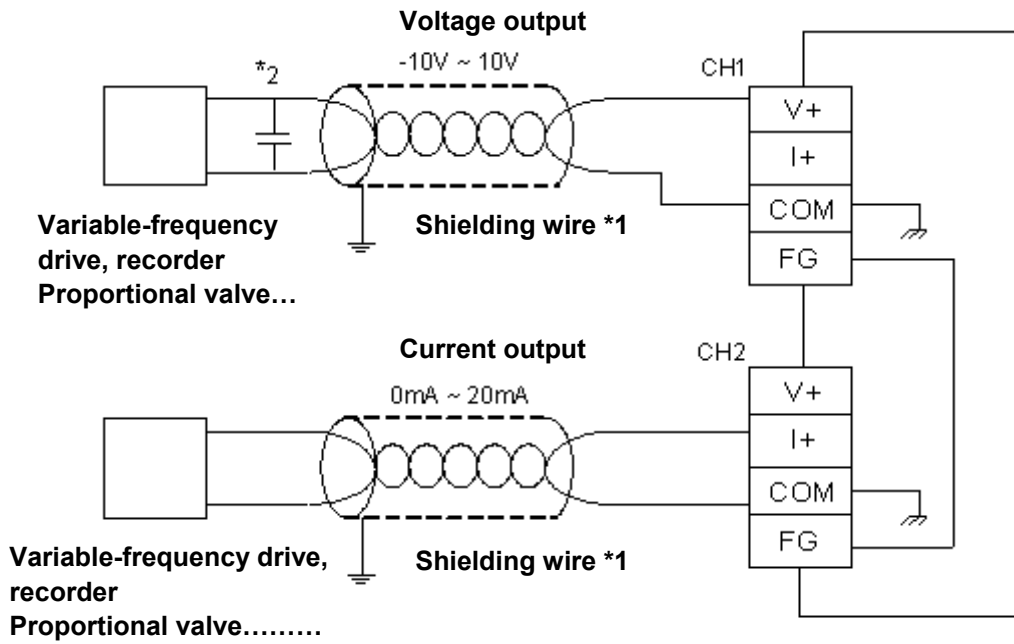 Voltage output
-10V ~ 10V
*2
CH1
V+
I+
COM
FG
Variable-frequency
drive, recorder
Proportional valve…
Shielding wire *1
Current output
0mA ~ 20mA
CH2
V+
I+
COM
FG
Variable-frequency drive,
recorder
Proportional valve………
Shielding wire *1